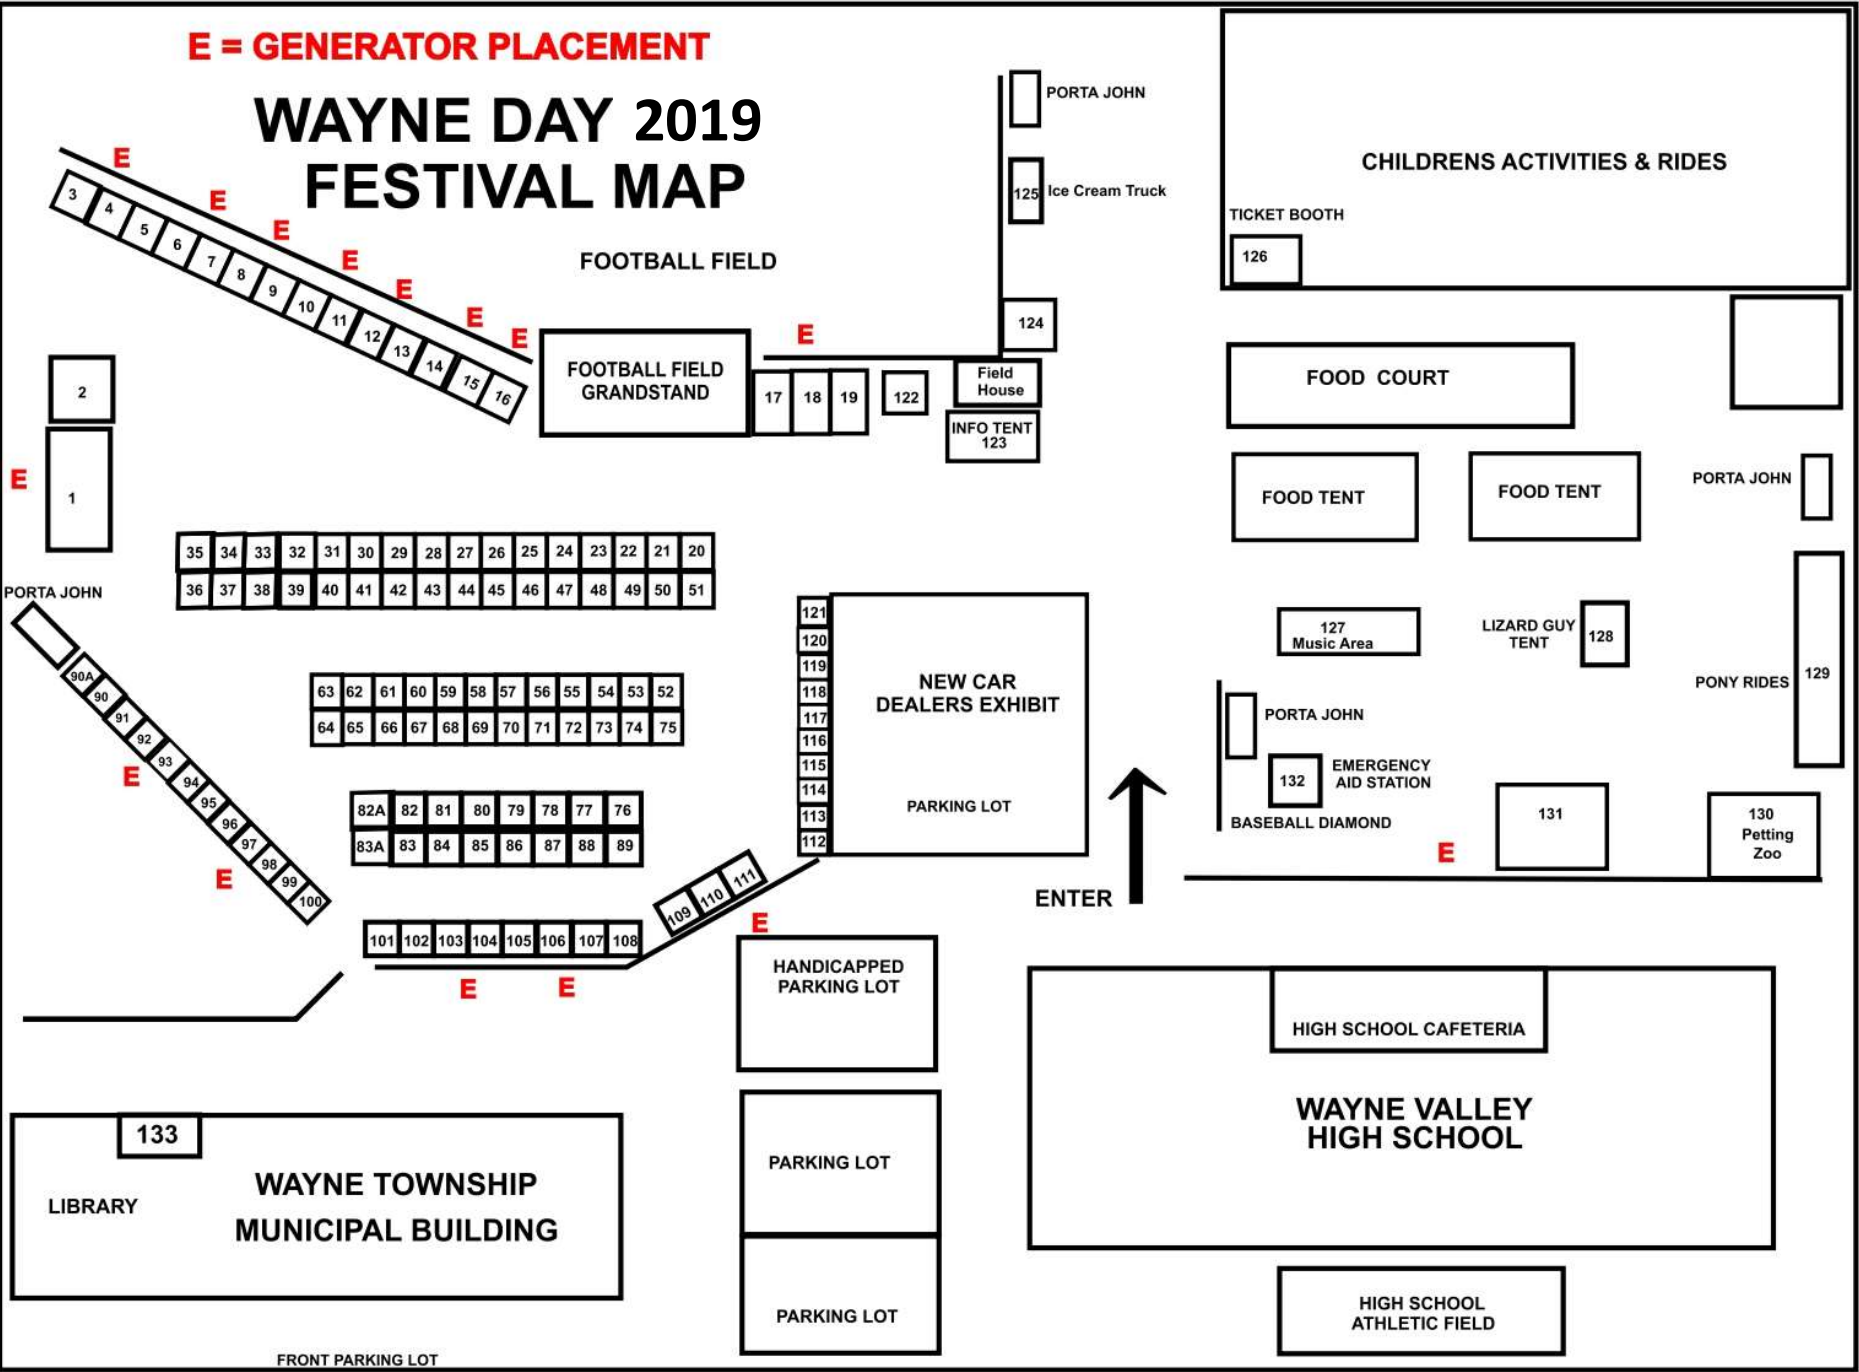 E = GENERATOR PLACEMENT
WAYNE DAY 2019
FESTIVAL MAP
FOOTBALL FIELD
E
E
E
E
E
E
E
3 4 5 6 7 8 9 10 11 12 13 14 15 16
FOOTBALL FIELD
GRANDSTAND
E
17 18 19
122
Field
House
INFO TENT
123
124
PORTA JOHN
125 Ice Cream Truck
CHILDRENS ACTIVITIES & RIDES
TICKET BOOTH
126
FOOD COURT
FOOD TENT
FOOD TENT
PORTA JOHN
2
E
1
35 34 33 32 31 30 29 28 27 26 25 24 23 22 21 20
36 37 38 39 40 41 42 43 44 45 46 47 48 49 50 51
PORTA JOHN
90A
90
91
92
93
94
95
96
97
98
99
100
E
E
63 62 61 60 59 58 57 56 55 54 53 52
64 65 66 67 68 69 70 71 72 73 74 75
82A 82 81 80 79 78 77 76
83A 83 84 85 86 87 88 89
101 102 103 104 105 106 107 108
E
E
109 110 111
E
121
120
119
118
117
116
115
114
113
112
NEW CAR
DEALERS EXHIBIT
PARKING LOT
ENTER
127
Music Area
LIZARD GUY
TENT
128
PONY RIDES
129
PORTA JOHN
132
EMERGENCY
AID STATION
BASEBALL DIAMOND
E
131
130
Petting
Zoo
HANDICAPPED
PARKING LOT
PARKING LOT
PARKING LOT
HIGH SCHOOL CAFETERIA
WAYNE VALLEY
HIGH SCHOOL
HIGH SCHOOL
ATHLETIC FIELD
133
LIBRARY
WAYNE TOWNSHIP
MUNICIPAL BUILDING
FRONT PARKING LOT